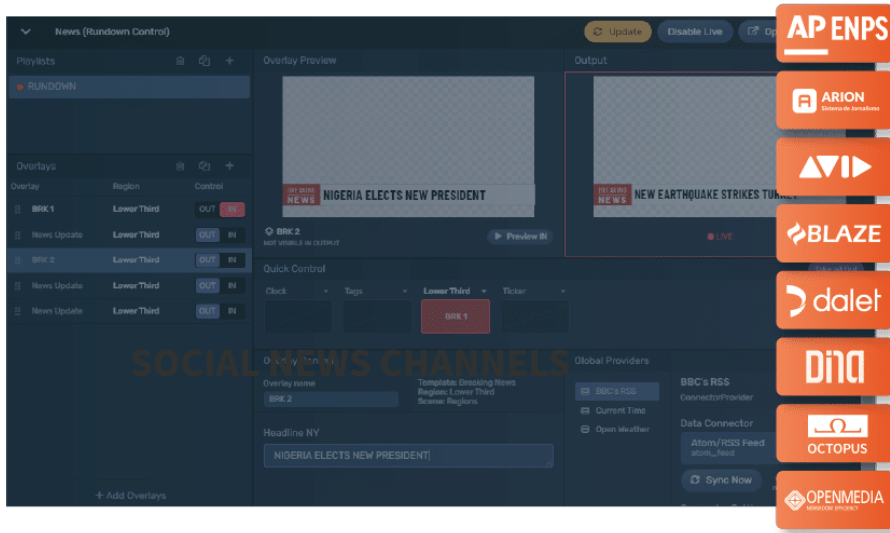 News (Rundown Control)
Update
Disable Live
Op
Playlists
Overlay Preview
Output
RUNDOWN
BREAKING
NEWS
NIGERIA ELECTS NEW PRESIDENT
BREAKING
NEWS
NEW EARTHQUAKE STRIKES TURKEY
Overlays
Overlay Region Control
BRK 1 Lower Third OUT IN
News Update Lower Third OUT IN
BRK 2 Lower Third OUT IN
News Update Lower Third OUT IN
News Update Lower Third OUT IN
+ Add Overlays
BRK 2
NOT VISIBLE IN OUTPUT
Preview IN
LIVE
Quick Control
Clock Tags Lower Third Ticker
BRK 1
SOCIAL NEWS CHANNELS
Overlay name
BRK 2
Template: Breaking News
Region: Lower Third
Scene: Regions
Headline NY
NIGERIA ELECTS NEW PRESIDENT
Global Providers
BBC's RSS
Current Time
Open Weather
BBC's RSS
ConnectorProvider
Data Connector
Atom/RSS Feed
atom_feed
Sync Now
AP ENPS
ARION
Sistema de Jornalismo
AVID
BLAZE
dalet
DiNA
OCTOPUS
OPENMEDIA
NEWSROOM EFFICIENCY